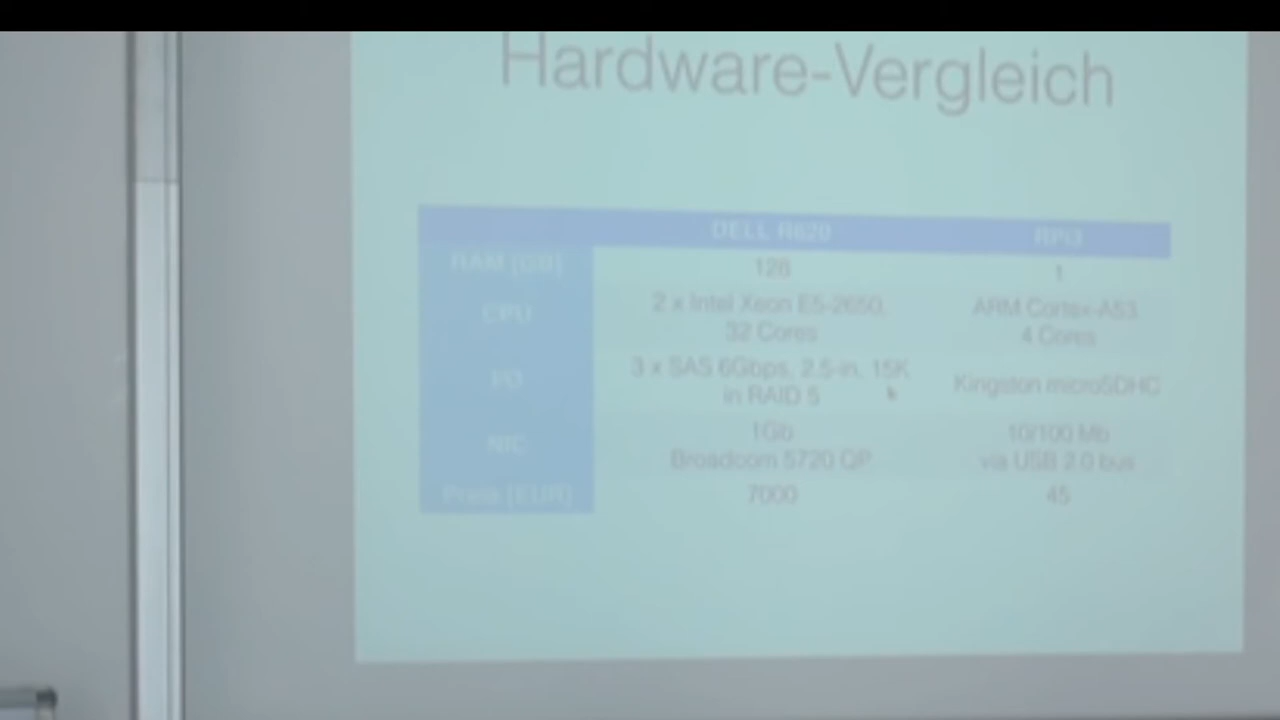 Hardware-Vergleich
DELL R620 RPi3
RAM [GB] 128 1
CPU 2 x Intel Xeon E5-2650, ARM Cortex-A53
32 Cores 4 Cores
3 x SAS 6Gbps, 2.5-in, 15K
in RAID 5 Kingston microSDHC
NIC 1Gb 10/100 Mb
Broadcom 5720 QP via USB 2.0 bus
Preis [EUR] 7000 45